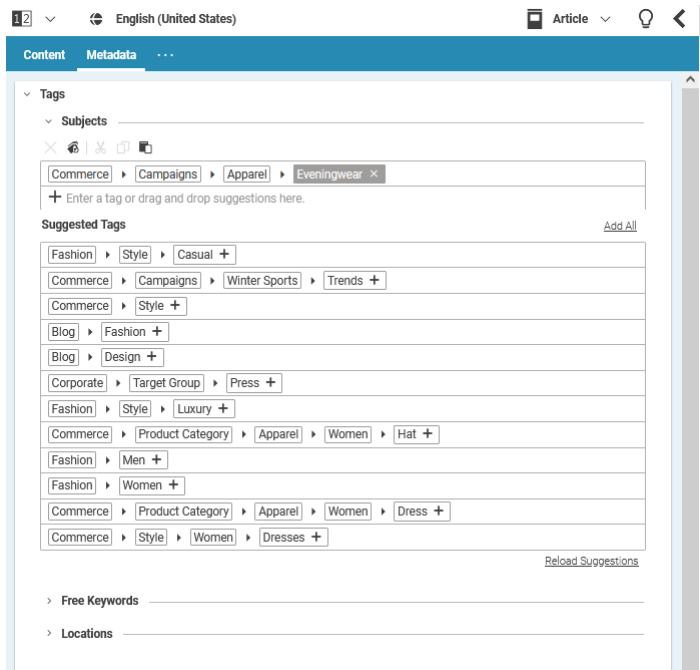 12 English (United States) Article
Content Metadata ...
Tags
Subjects
Commerce Campaigns Apparel Eveningwear ×
+ Enter a tag or drag and drop suggestions here.
Suggested Tags Add All
Fashion Style Casual +
Commerce Campaigns Winter Sports Trends +
Commerce Style +
Blog Fashion +
Blog Design +
Corporate Target Group Press +
Fashion Style Luxury +
Commerce Product Category Apparel Women Hat +
Fashion Men +
Fashion Women +
Commerce Product Category Apparel Women Dress +
Commerce Style Women Dresses +
Reload Suggestions
Free Keywords
Locations